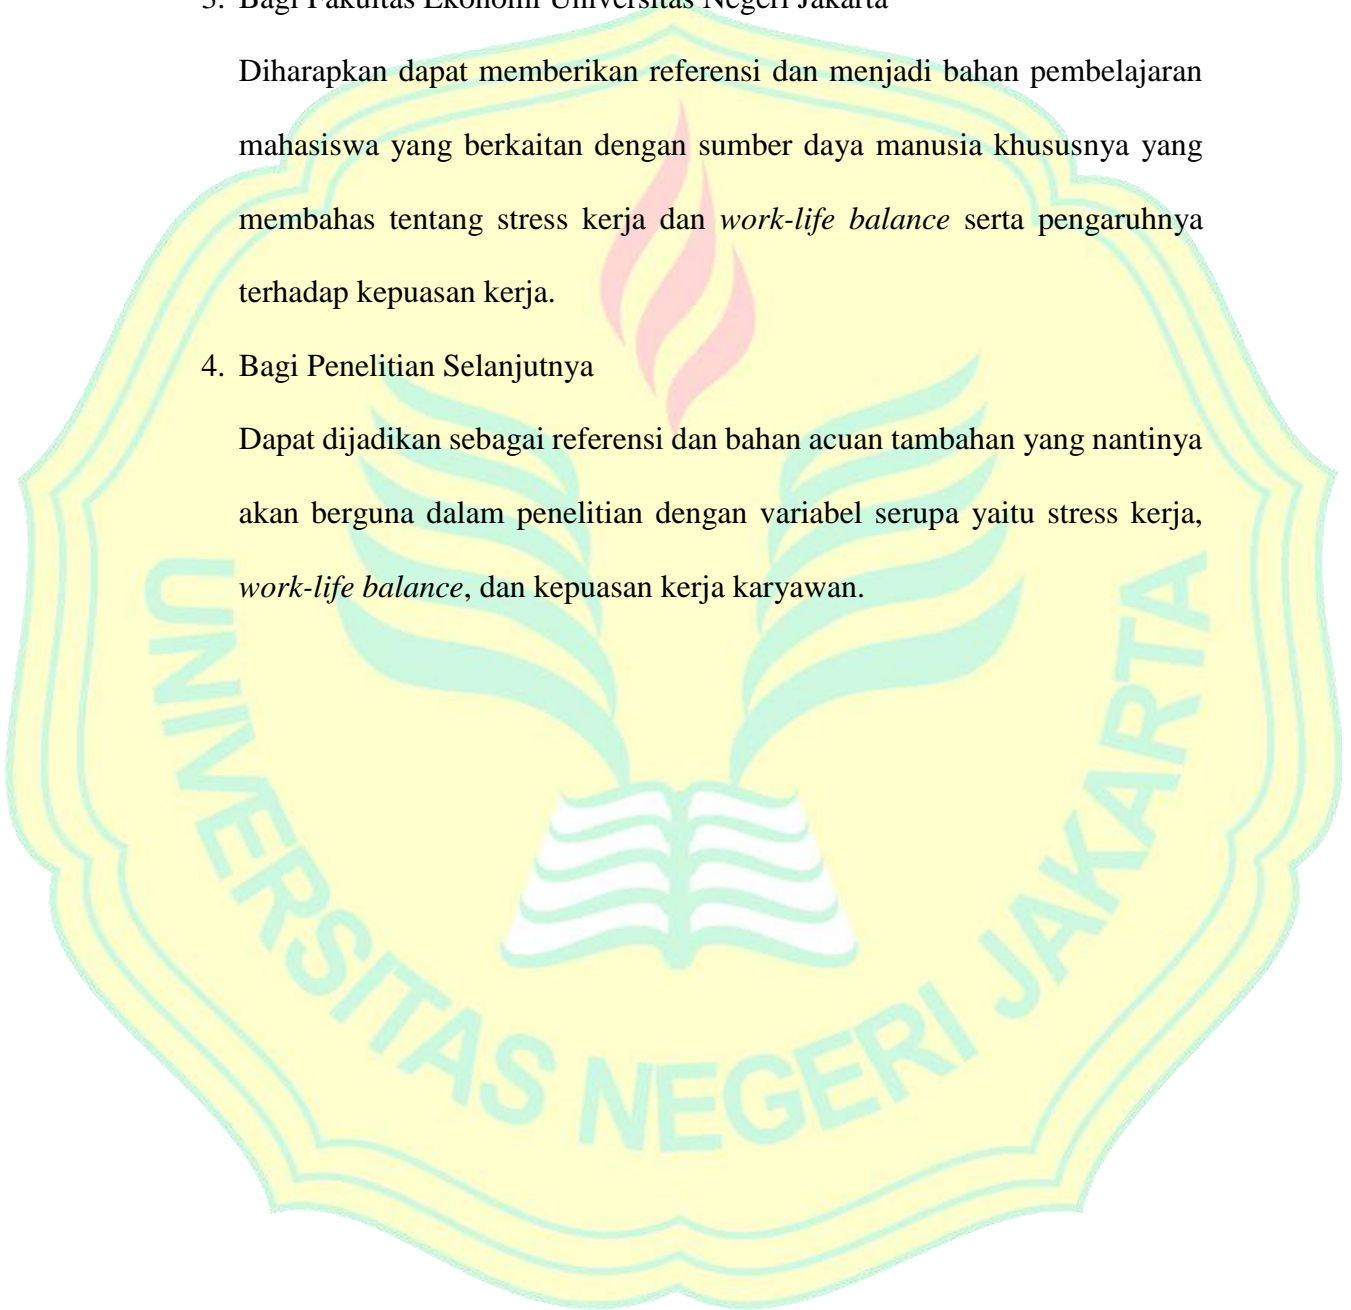 3. Bagi Fakultas Ekonomi Universitas Negeri Jakarta
Diharapkan dapat memberikan referensi dan menjadi bahan pembelajaran
mahasiswa yang berkaitan dengan sumber daya manusia khususnya yang
membahas tentang stress kerja dan work-life balance serta pengaruhnya
terhadap kepuasan kerja.
4. Bagi Penelitian Selanjutnya
Dapat dijadikan sebagai referensi dan bahan acuan tambahan yang nantinya
akan berguna dalam penelitian dengan variabel serupa yaitu stress kerja,
work-life balance, dan kepuasan kerja karyawan.
UNIVERSITAS NEGERI JAKARTA